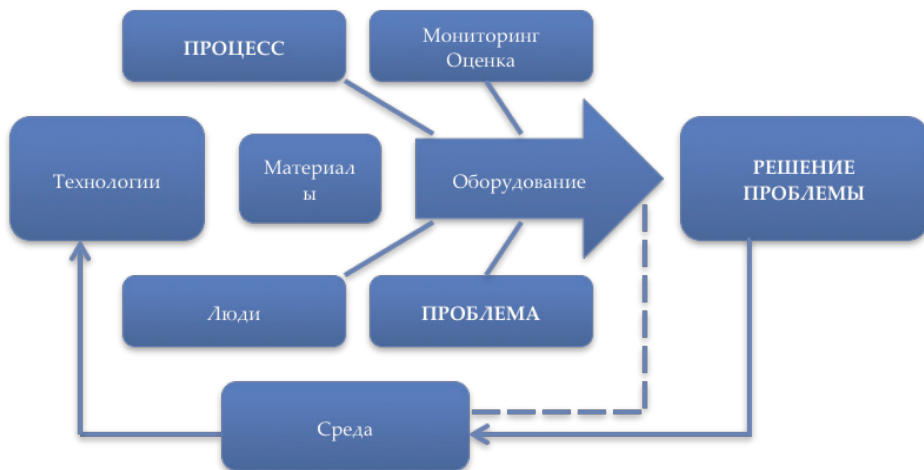 ПРОЦЕСС
Мониторинг
Оценка
Технологии
Материал
ы
Оборудование
РЕШЕНИЕ
ПРОБЛЕМЫ
Люди
ПРОБЛЕМА
Среда